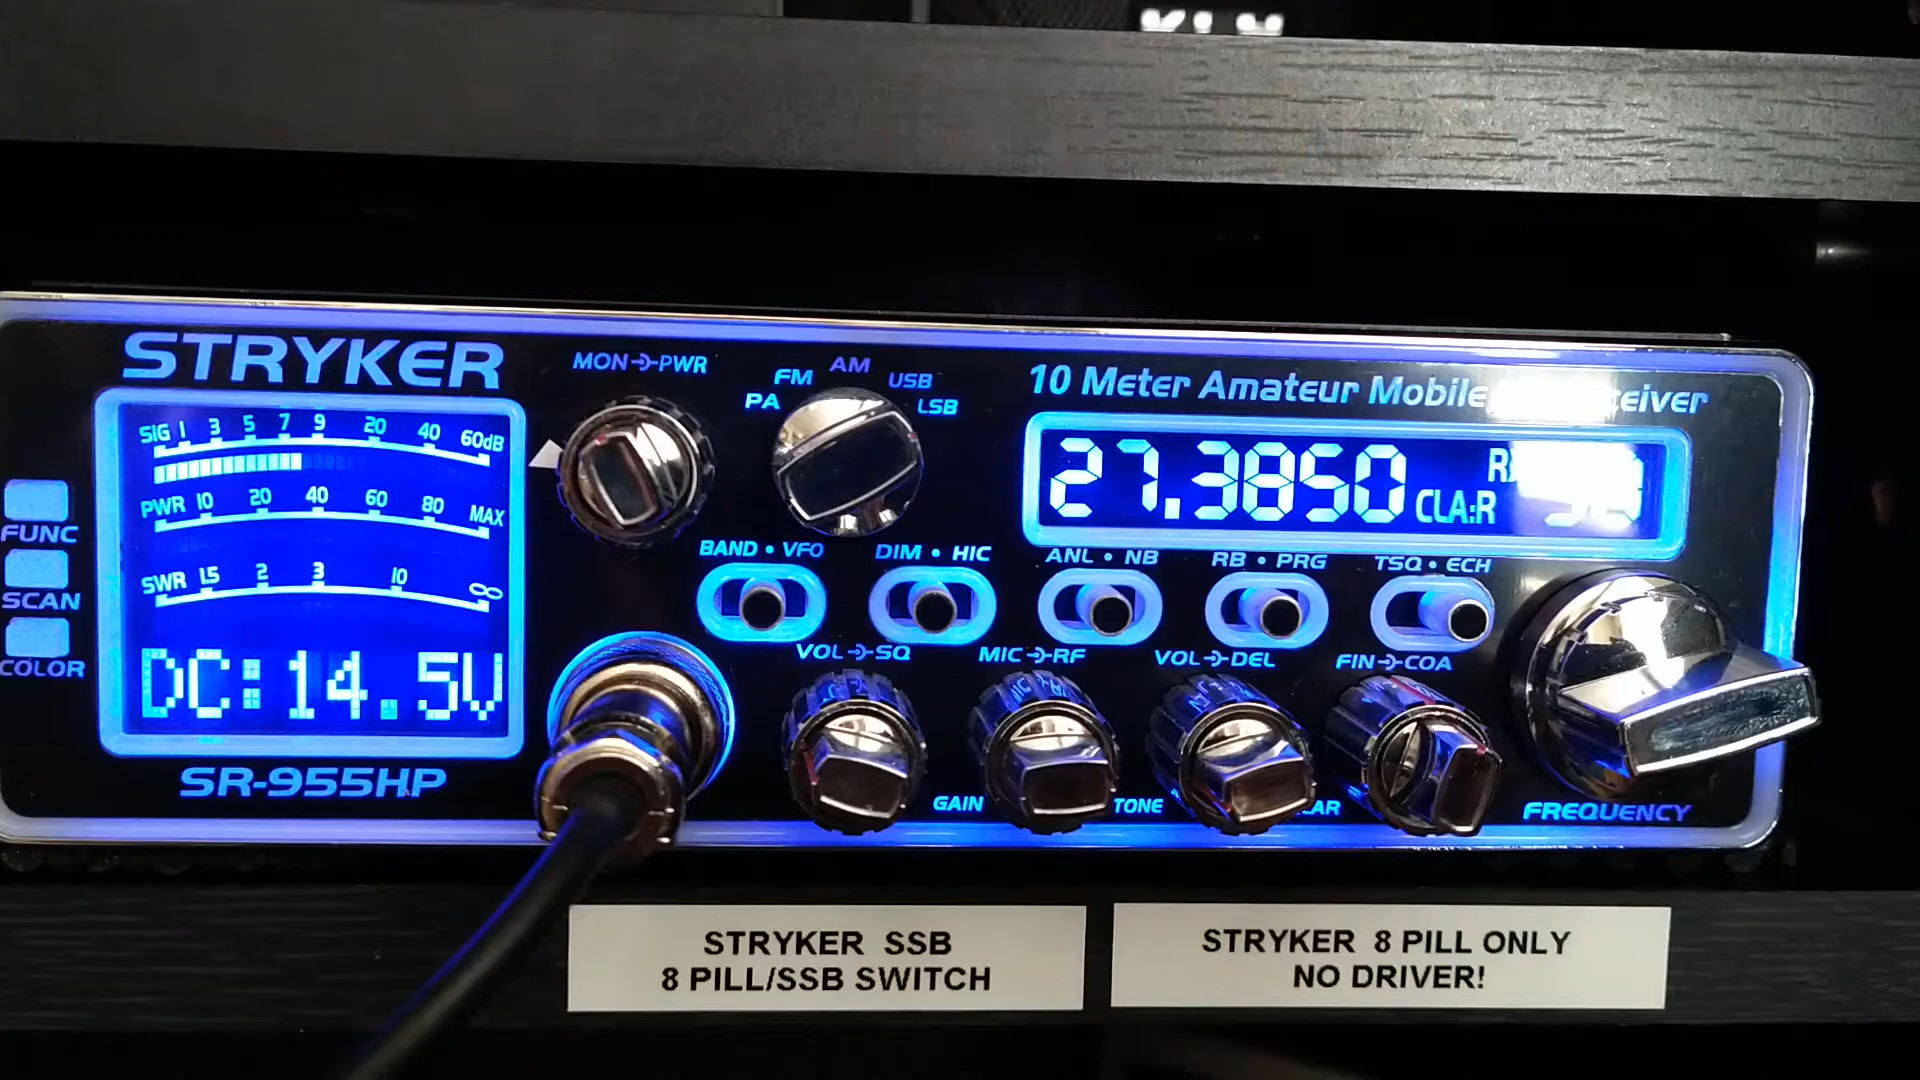 KLH
STRYKER
SIG 1 3 5 7 9 20 40 60dB
PWR 10 20 40 60 80 MAX
SWR 1.5 2 3 10 ∞
DC:14.5V
SR-955HP
FUNC
SCAN
COLOR
MON PWR
PA FM AM USB LSB
10 Meter Amateur Mobile
27.3850
CLA:R
BAND • VFO
DIM • HIC
ANL • NB
RB • PRG
TSQ • ECH
VOL SQ
MIC RF
VOL DEL
FIN COA
GAIN
TONE
FREQUENCY
STRYKER SSB
8 PILL/SSB SWITCH
STRYKER 8 PILL ONLY
NO DRIVER!